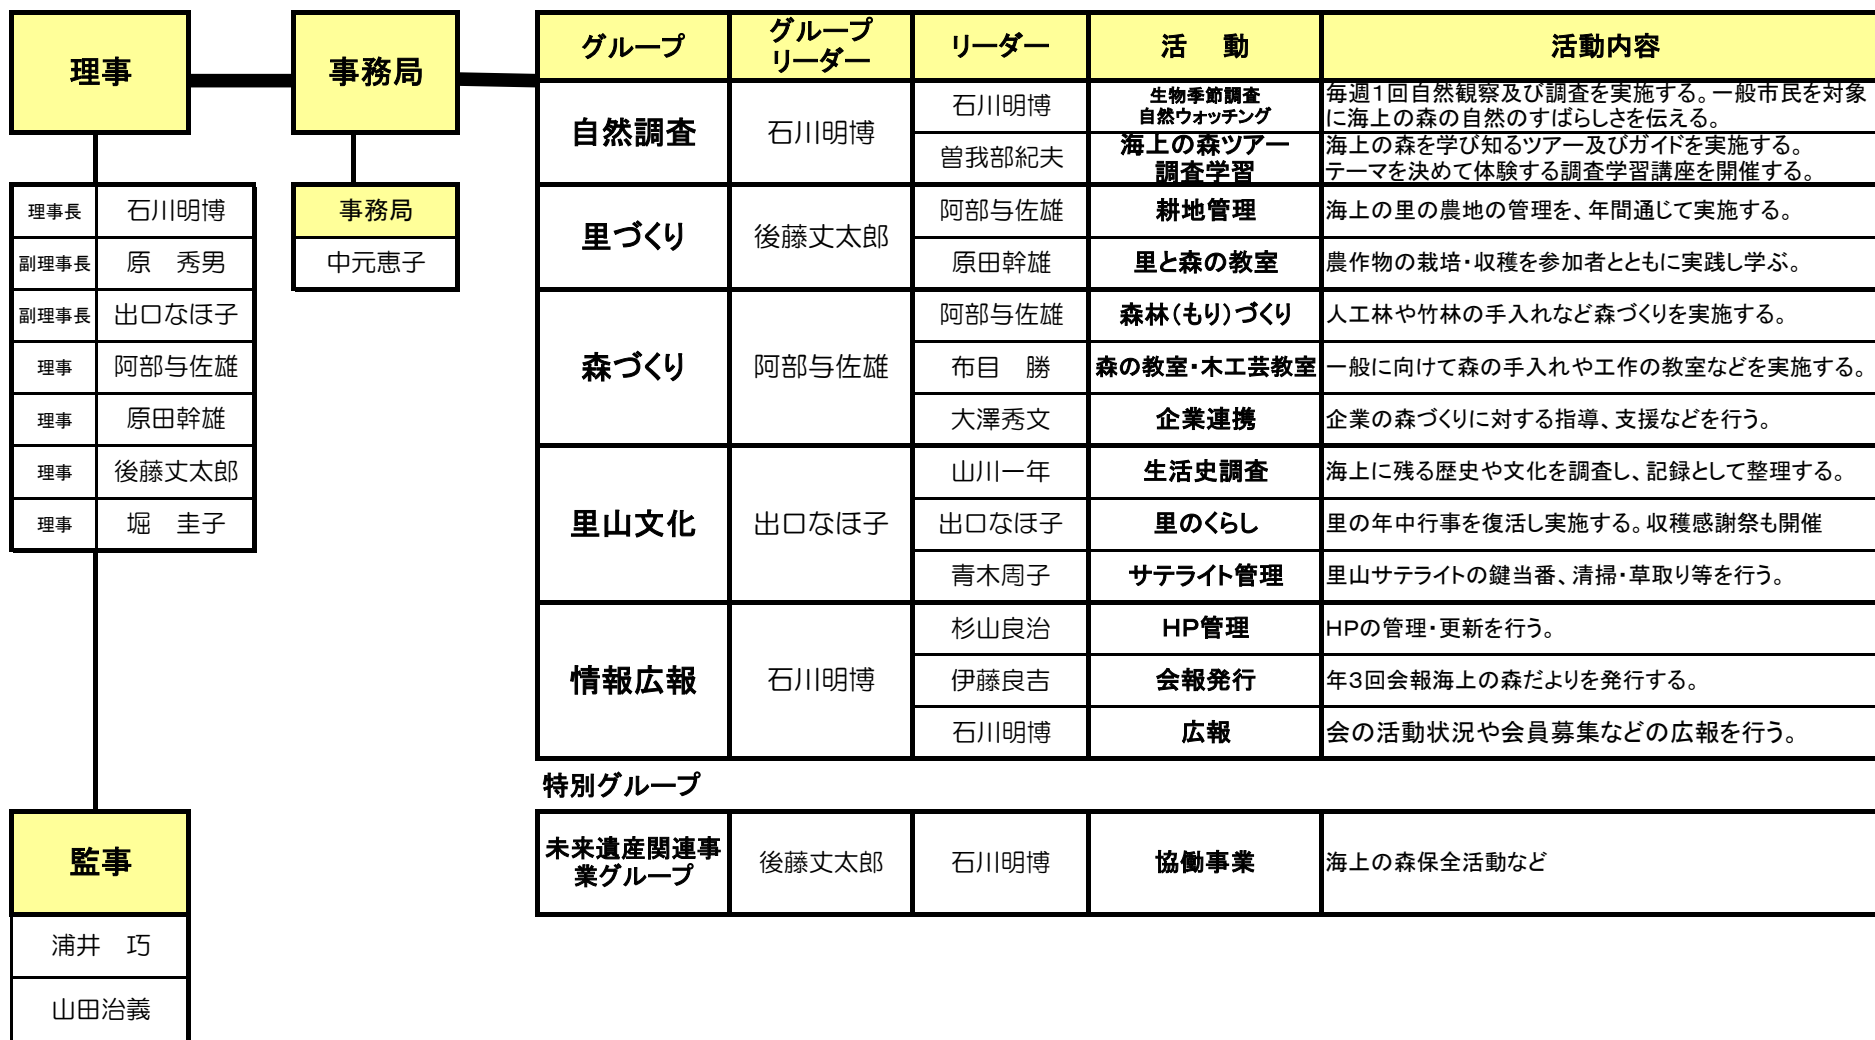 理事
事務局
理事長 石川明博
副理事長 原　秀男
副理事長 出口なほ子
理事 阿部与佐雄
理事 原田幹雄
理事 後藤丈太郎
理事 堀　圭子
事務局
中元恵子
監事
浦井　巧
山田治義
グループ グループ リーダー 活　動 活動内容
リーダー
自然調査 石川明博 石川明博 生物季節調査 毎週1回自然観察及び調査を実施する。一般市民を対象
自然ウォッチング に海上の森の自然のすばらしさを伝える。
曽我部紀夫 海上の森ツアー 海上の森を学び知るツアー及びガイドを実施する。
調査学習 テーマを決めて体験する調査学習講座を開催する。
里づくり 後藤丈太郎 阿部与佐雄 耕地管理 海上の里の農地の管理を、年間通じて実施する。
原田幹雄 里と森の教室 農作物の栽培・収穫を参加者とともに実践し学ぶ。
森づくり 阿部与佐雄 阿部与佐雄 森林(もり)づくり 人工林や竹林の手入れなど森づくりを実施する。
布目　勝 森の教室・木工芸教室 一般に向けて森の手入れや工作の教室などを実施する。
大澤秀文 企業連携 企業の森づくりに対する指導、支援などを行う。
里山文化 出口なほ子 山川一年 生活史調査 海上に残る歴史や文化を調査し、記録として整理する。
出口なほ子 里のくらし 里の年中行事を復活し実施する。収穫感謝祭も開催
青木周子 サテライト管理 里山サテライトの鍵当番、清掃・草取り等を行う。
情報広報 石川明博 杉山良治 HP管理 HPの管理・更新を行う。
伊藤良吉 会報発行 年3回会報海上の森だよりを発行する。
石川明博 広報 会の活動状況や会員募集などの広報を行う。
特別グループ
未来遺産関連事 後藤丈太郎 石川明博 協働事業 海上の森保全活動など
業グループ